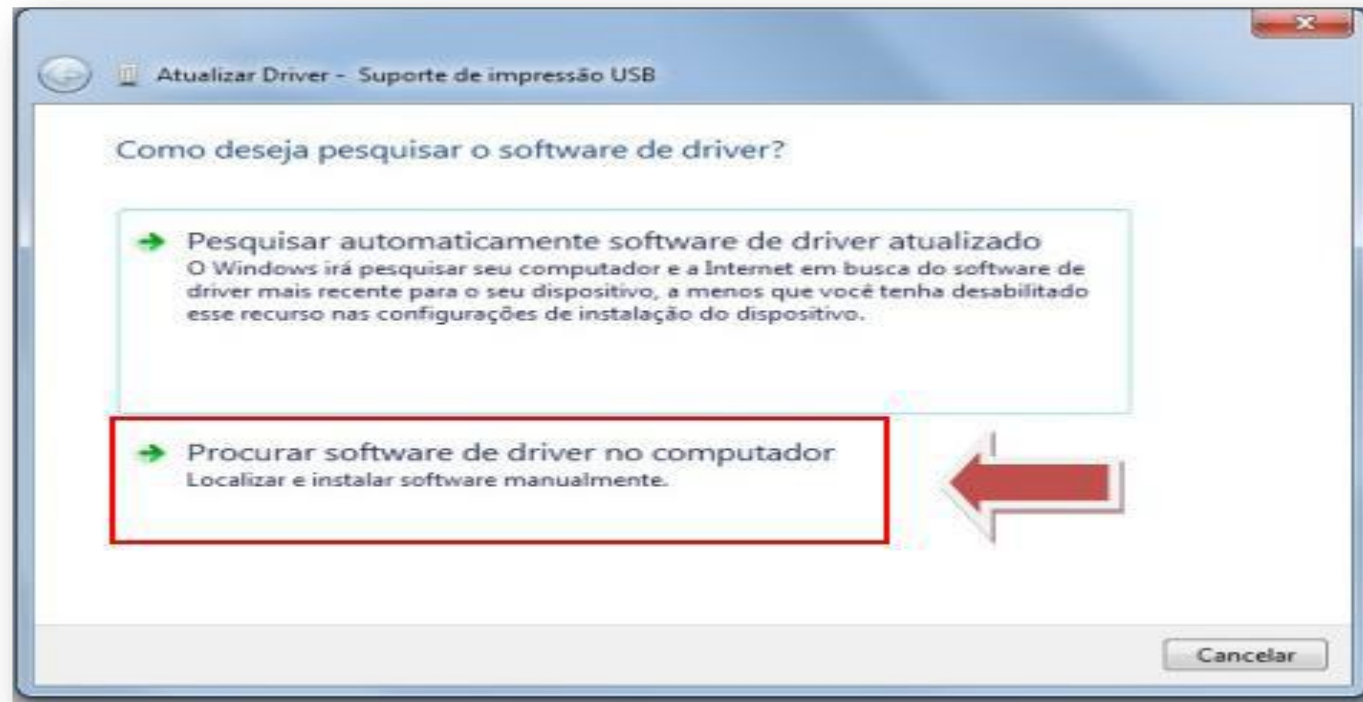 Atualizar Driver - Suporte de impressão USB
Como deseja pesquisar o software de driver?
Pesquisar automaticamente software de driver atualizado
O Windows irá pesquisar seu computador e a Internet em busca do software de
driver mais recente para o seu dispositivo, a menos que você tenha desabilitado
esse recurso nas configurações de instalação do dispositivo.
Procurar software de driver no computador
Localizar e instalar software manualmente.
Cancelar